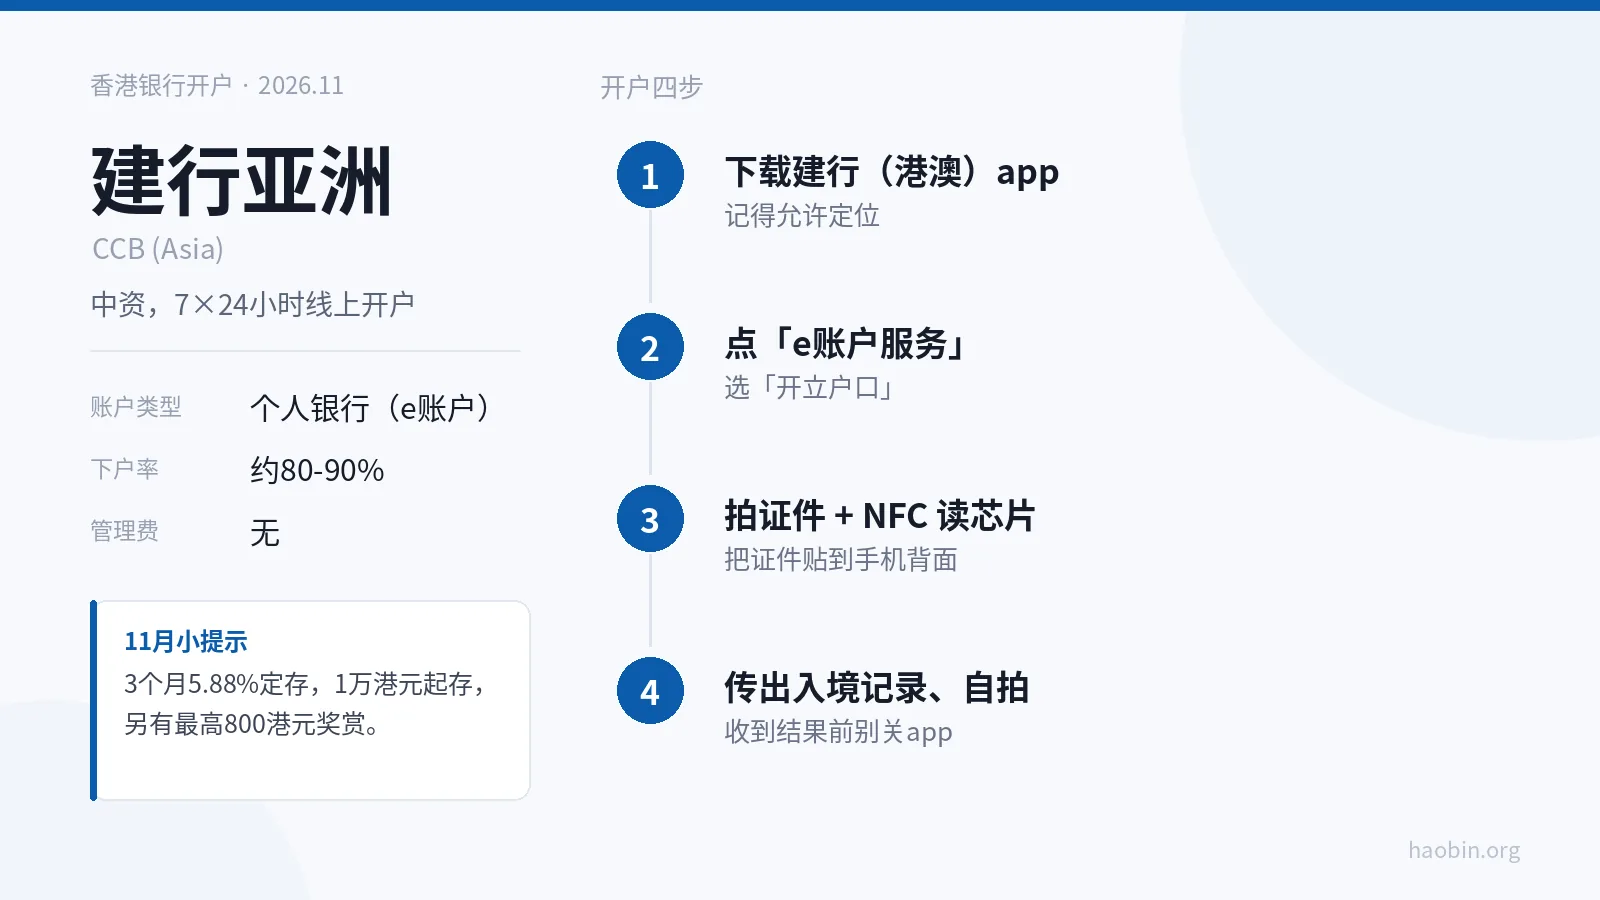 香港银行开户 · 2026.11
建行亚洲
CCB (Asia)
中资，7×24小时线上开户
账户类型 个人银行（e账户）
下户率 约80-90%
管理费 无
11月小提示
3个月5.88%定存，1万港元起存，
另有最高800港元奖赏。
开户四步
1 下载建行（港澳）app
记得允许定位
2 点「e账户服务」
选「开立户口」
3 拍证件 + NFC 读芯片
把证件贴到手机背面
4 传出入境记录、自拍
收到结果前别关app
haobin.org